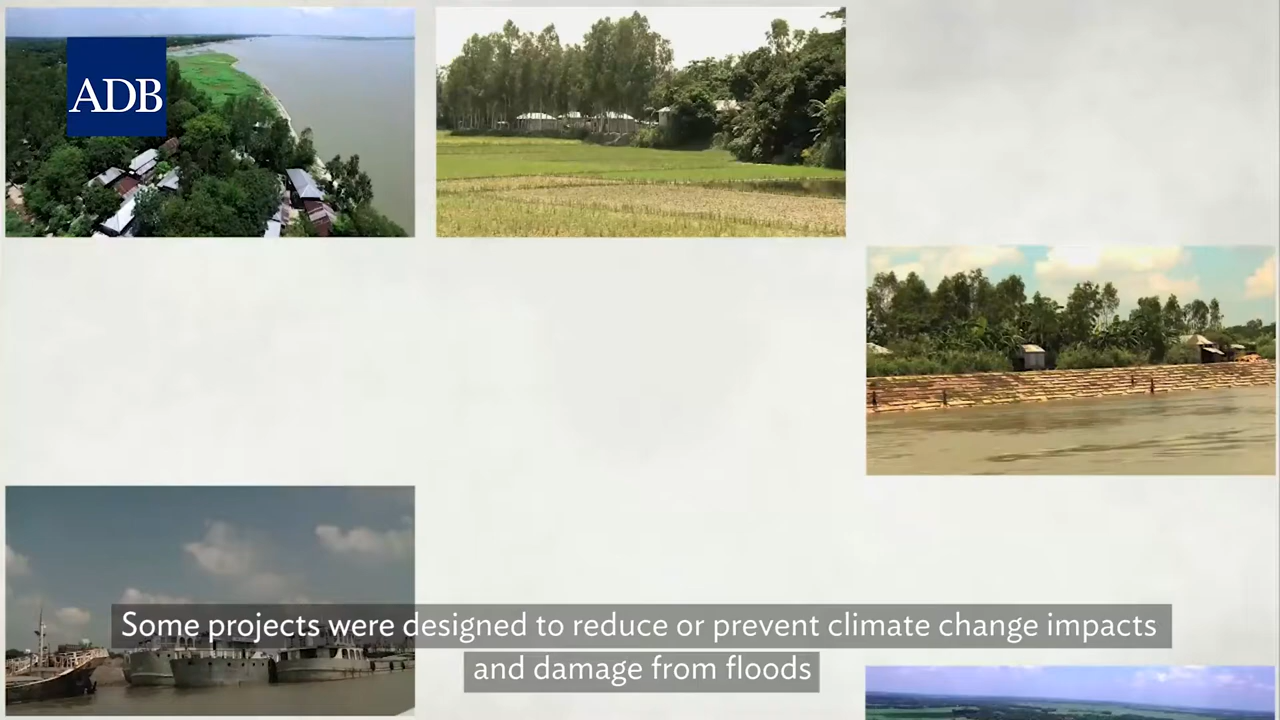 ADB
Some projects were designed to reduce or prevent climate change impacts
and damage from floods